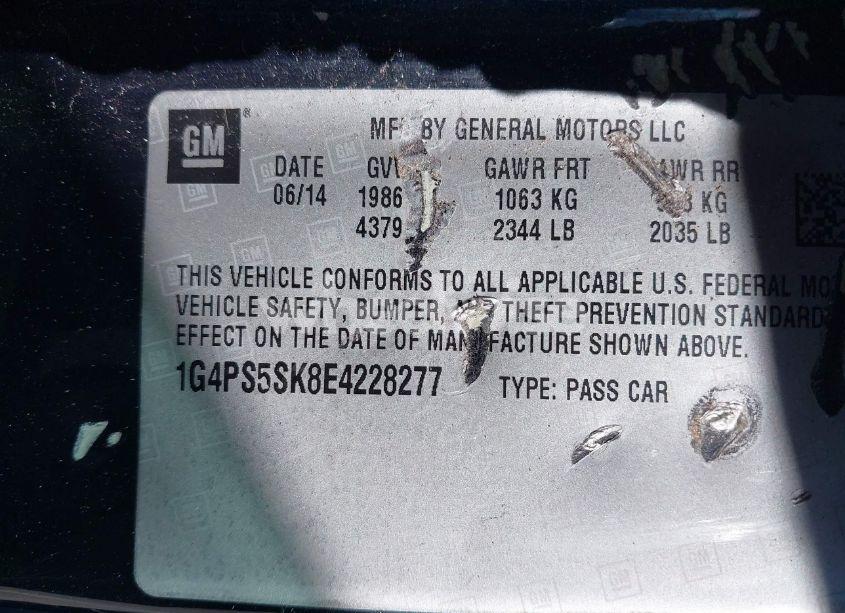 GM
MFD BY GENERAL MOTORS LLC
DATE GAWR FRT GAWR RR
06/14 1986 1063 KG KG
4379 2344 LB 2035 LB
THIS VEHICLE CONFORMS TO ALL APPLICABLE U.S. FEDERAL
VEHICLE SAFETY, BUMPER, THEFT PREVENTION STANDARD
EFFECT ON THE DATE OF MANUFACTURE SHOWN ABOVE.
1G4PS5SK8E4228277 TYPE: PASS CAR